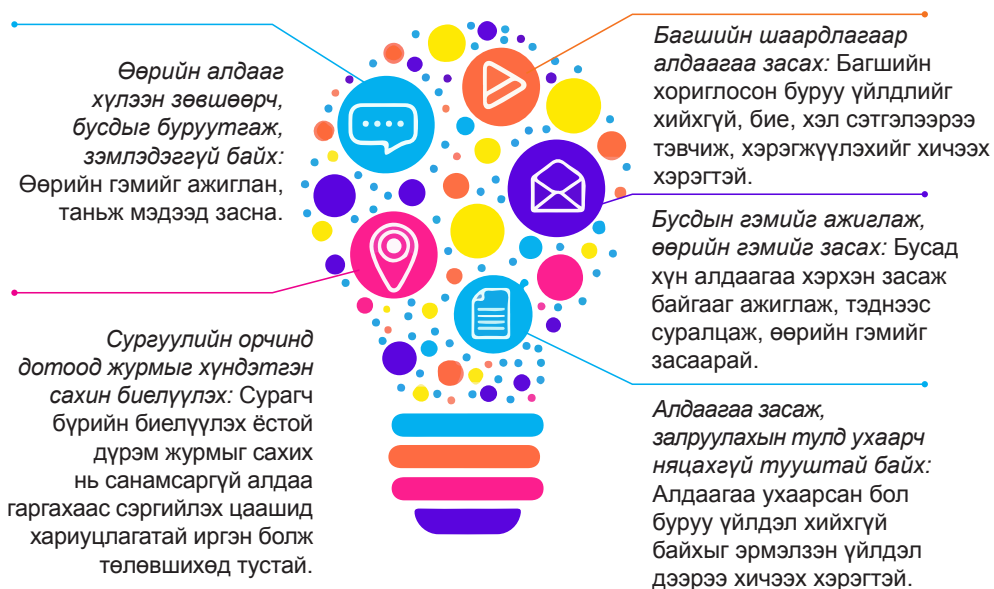 Өөрийн алдааг
хүлээн зөвшөөрч,
бусдыг буруутгаж,
зэмлэдэггүй байх:
Өөрийн гэмийг ажиглан,
таньж мэдээд засна.
Сургуулийн орчинд
дотоод журмыг хүндэтгэн
сахин биелүүлэх: Сурагч
бүрийн биелүүлэх ёстой
дүрэм журмыг сахих
нь санамсаргүй алдаа
гаргахаас сэргийлэх цаашид
хариуцлагатай иргэн болж
төлөвшихөд тустай.
Багшийн шаардлагаар
алдаагаа засах: Багшийн
хориглосон буруу үйлдлийг
хийхгүй, бие, хэл сэтгэлээрээ
тэвчиж, хэрэгжүүлэхийг хичээх
хэрэгтэй.
Бусдын гэмийг ажиглаж,
өөрийн гэмийг засах: Бусад
хүн алдаагаа хэрхэн засаж
байгааг ажиглаж, тэднээс
суралцаж, өөрийн гэмийг
засаарай.
Алдаагаа засаж,
залруулахын тулд ухаарч
няцахгүй тууштай байх:
Алдаагаа ухаарсан бол
буруу үйлдэл хийхгүй
байхыг эрмэлзэн үйлдэл
дээрээ хичээх хэрэгтэй.